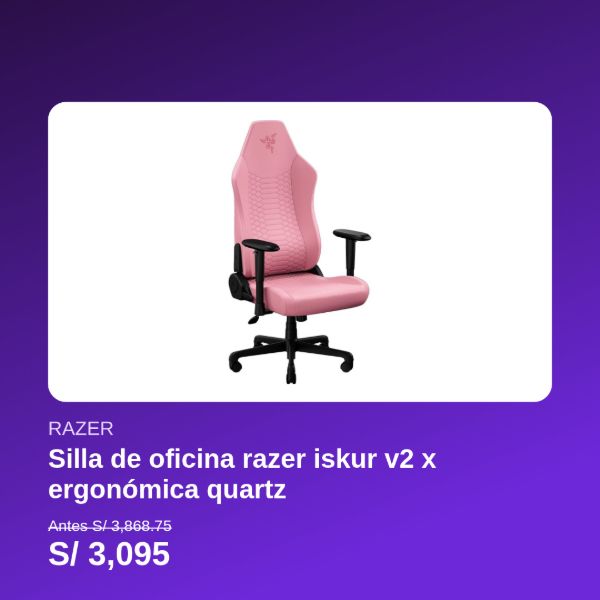 RAZER
Silla de oficina razer iskur v2 x
ergonómica quartz
Antes S/ 3,868.75
S/ 3,095